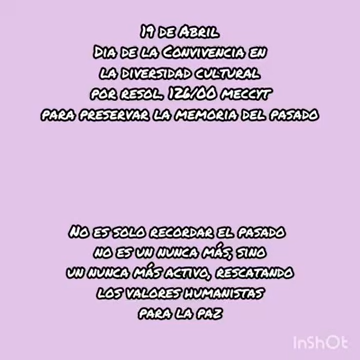 19 de Abril
Dia de la Convivencia en
la diversidad cultural
por resol. 126/00 meccyt
para preservar la memoria del pasado
No es solo recordar el pasado
no es un nunca más; sino
un nunca más activo, rescatando
los valores humanistas
para la paz
InShOt